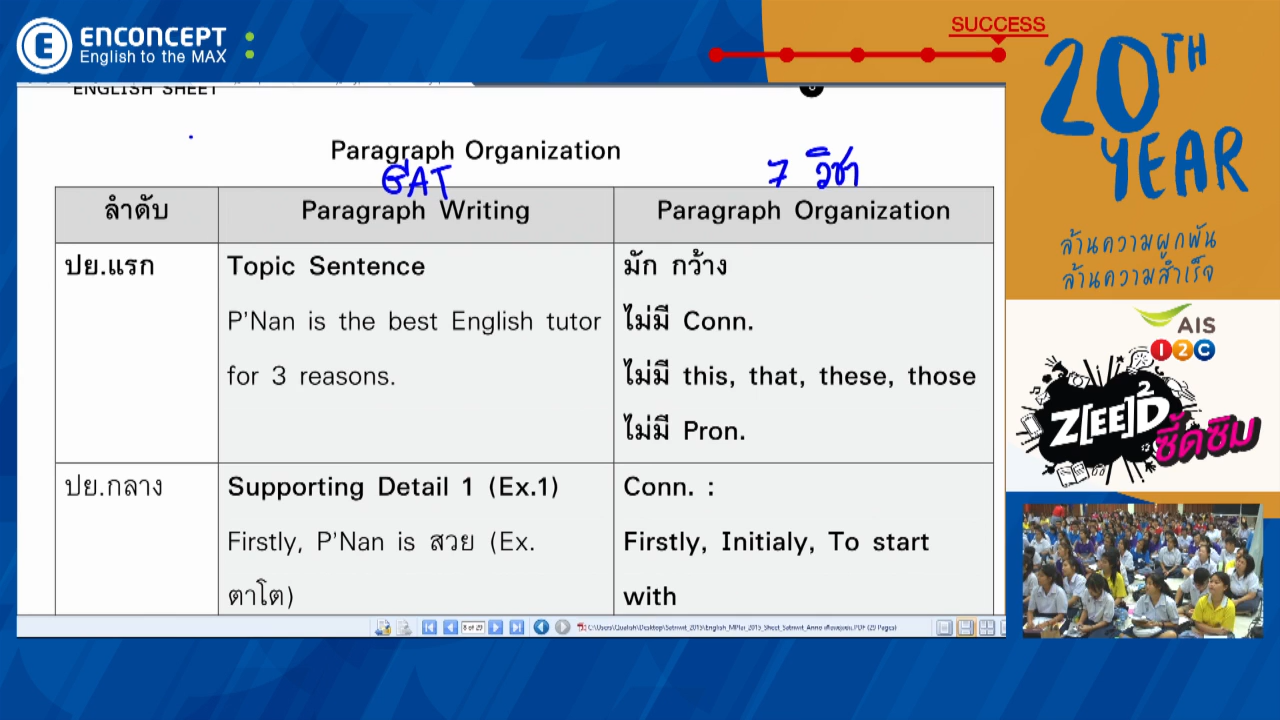 ENCONCEPT
English to the MAX
SUCCESS
20TH
YEAR
ล้านความผูกพัน
ล้านความสำเร็จ
AIS
I2C
Z[EE]D2
ซี้ดซิม
ENGLISH SHEET
Paragraph Organization
GAT
7 วิชา
ลำดับ
Paragraph Writing
Paragraph Organization
ปย.แรก
Topic Sentence
P'Nan is the best English tutor
for 3 reasons.
มัก กว้าง
ไม่มี Conn.
ไม่มี this, that, these, those
ไม่มี Pron.
ปย.กลาง
Supporting Detail 1 (Ex.1)
Firstly, P'Nan is สวย (Ex.
ตาโต)
Conn. :
Firstly, Initialy, To start
with
8 of 29